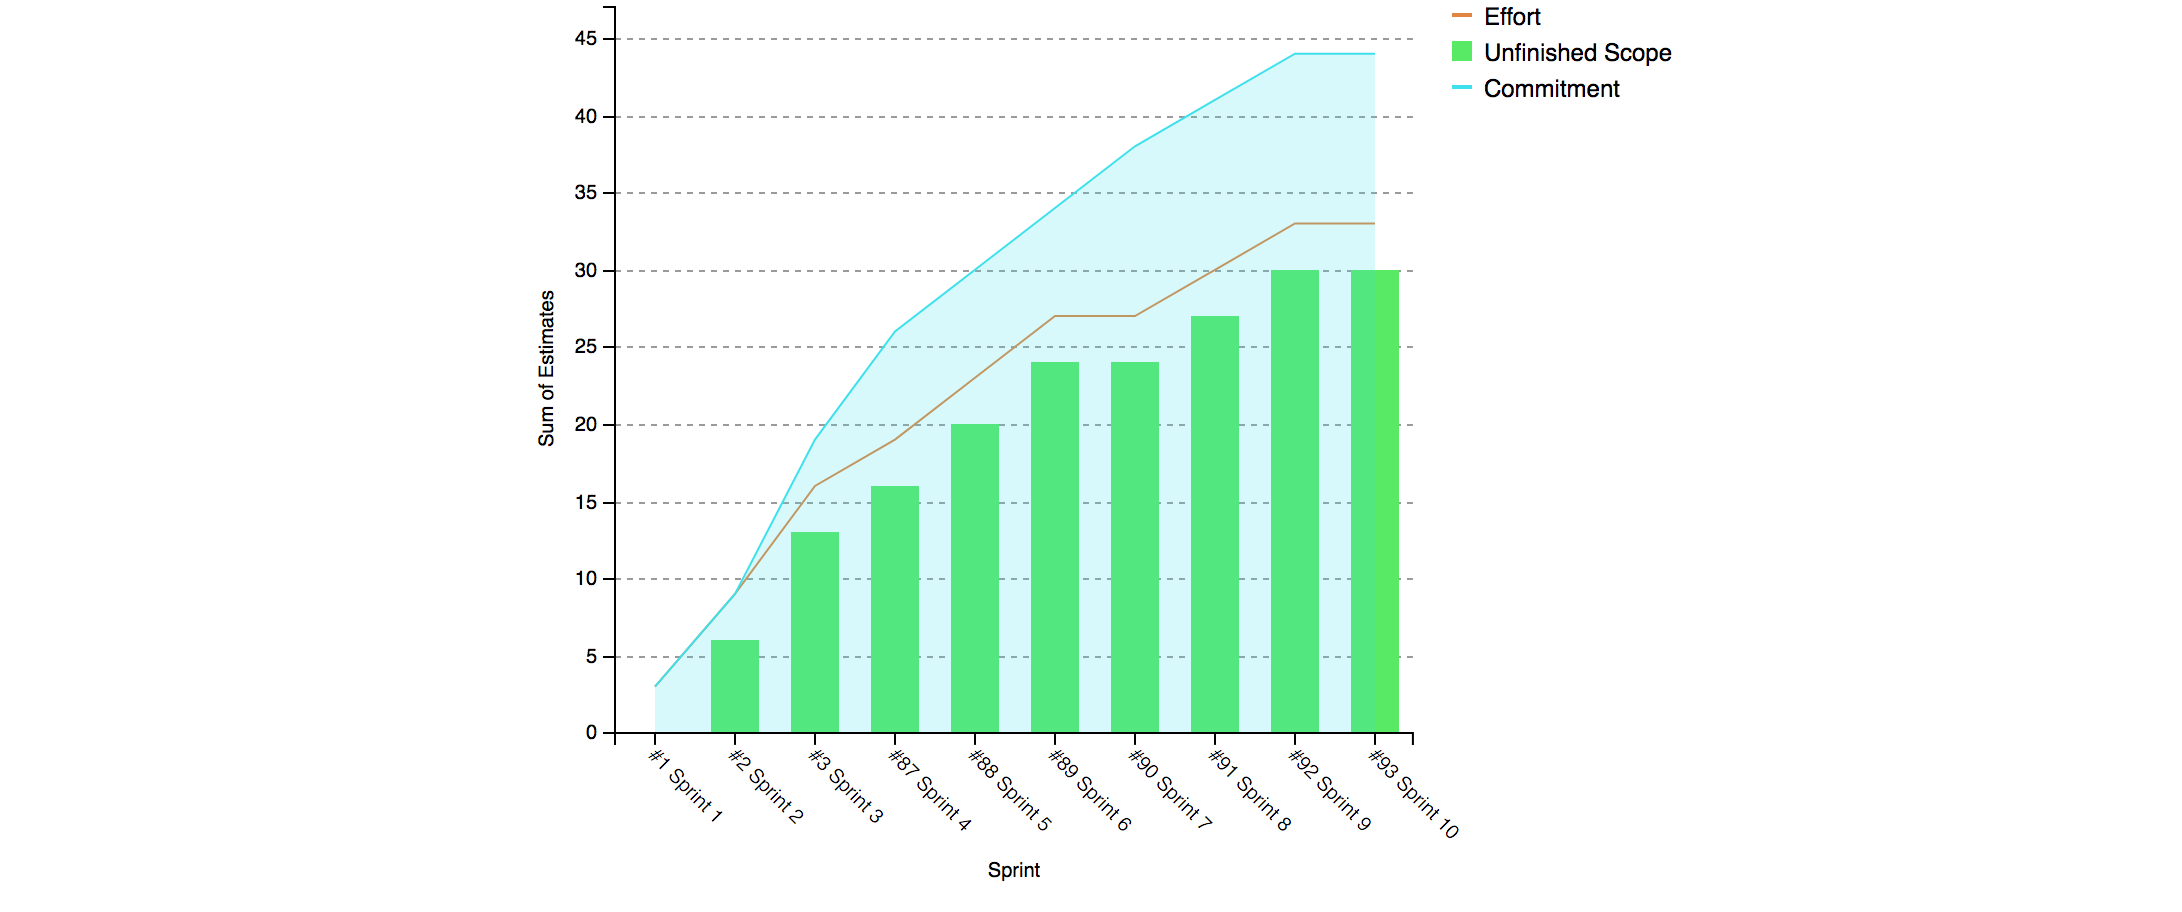 Effort
Unfinished Scope
Commitment
Sum of Estimates
45
40
35
30
25
20
15
10
5
0
#1 Sprint 1
#2 Sprint 2
#3 Sprint 3
#87 Sprint 4
#88 Sprint 5
#89 Sprint 6
#90 Sprint 7
#91 Sprint 8
#92 Sprint 9
#93 Sprint 10
Sprint